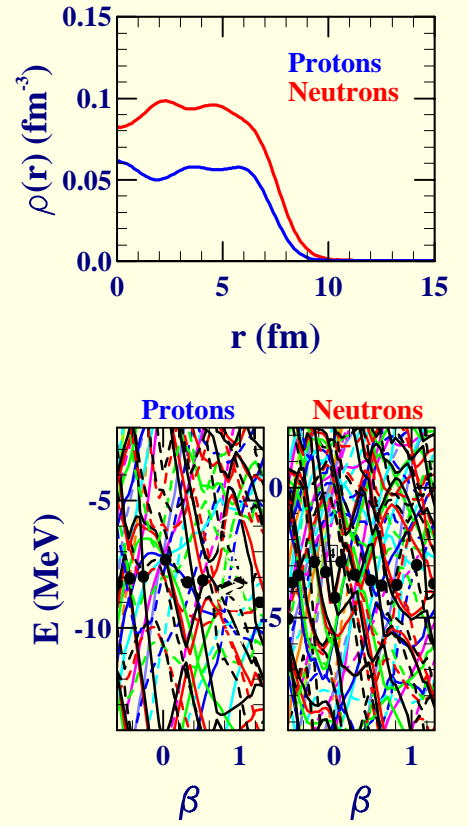 0.15
0.1
0.05
0.0
ρ(r) (fm⁻³)
Protons
Neutrons
0 5 10 15
r (fm)
Protons Neutrons
-5
-10
E (MeV)
0
-5
0 1 0 1
β β